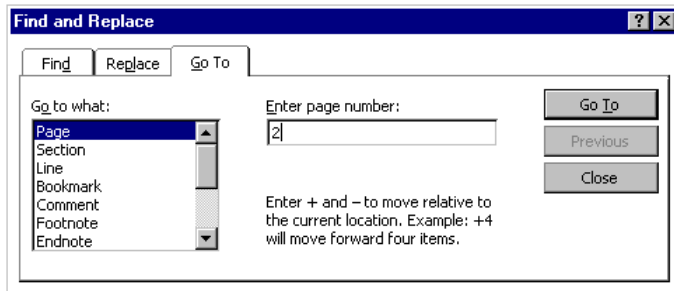 Find and Replace
Find Replace Go To
Go to what:
Page
Section
Line
Bookmark
Comment
Footnote
Endnote
Enter page number:
2
Enter + and – to move relative to
the current location. Example: +4
will move forward four items.
Go To
Previous
Close